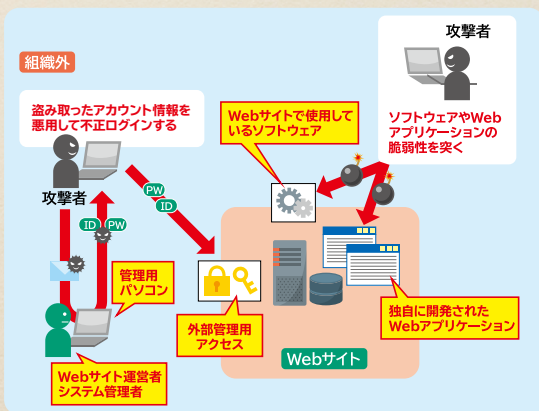 組織外
攻撃者
盗み取ったアカウント情報を
悪用して不正ログインする
Webサイトで使用して
いるソフトウェア
ソフトウェアやWeb
アプリケーションの
脆弱性を突く
攻撃者
PW
ID
ID
PW
管理用
パソコン
外部管理用
アクセス
独自に開発された
Webアプリケーション
Webサイト
Webサイト運営者
システム管理者